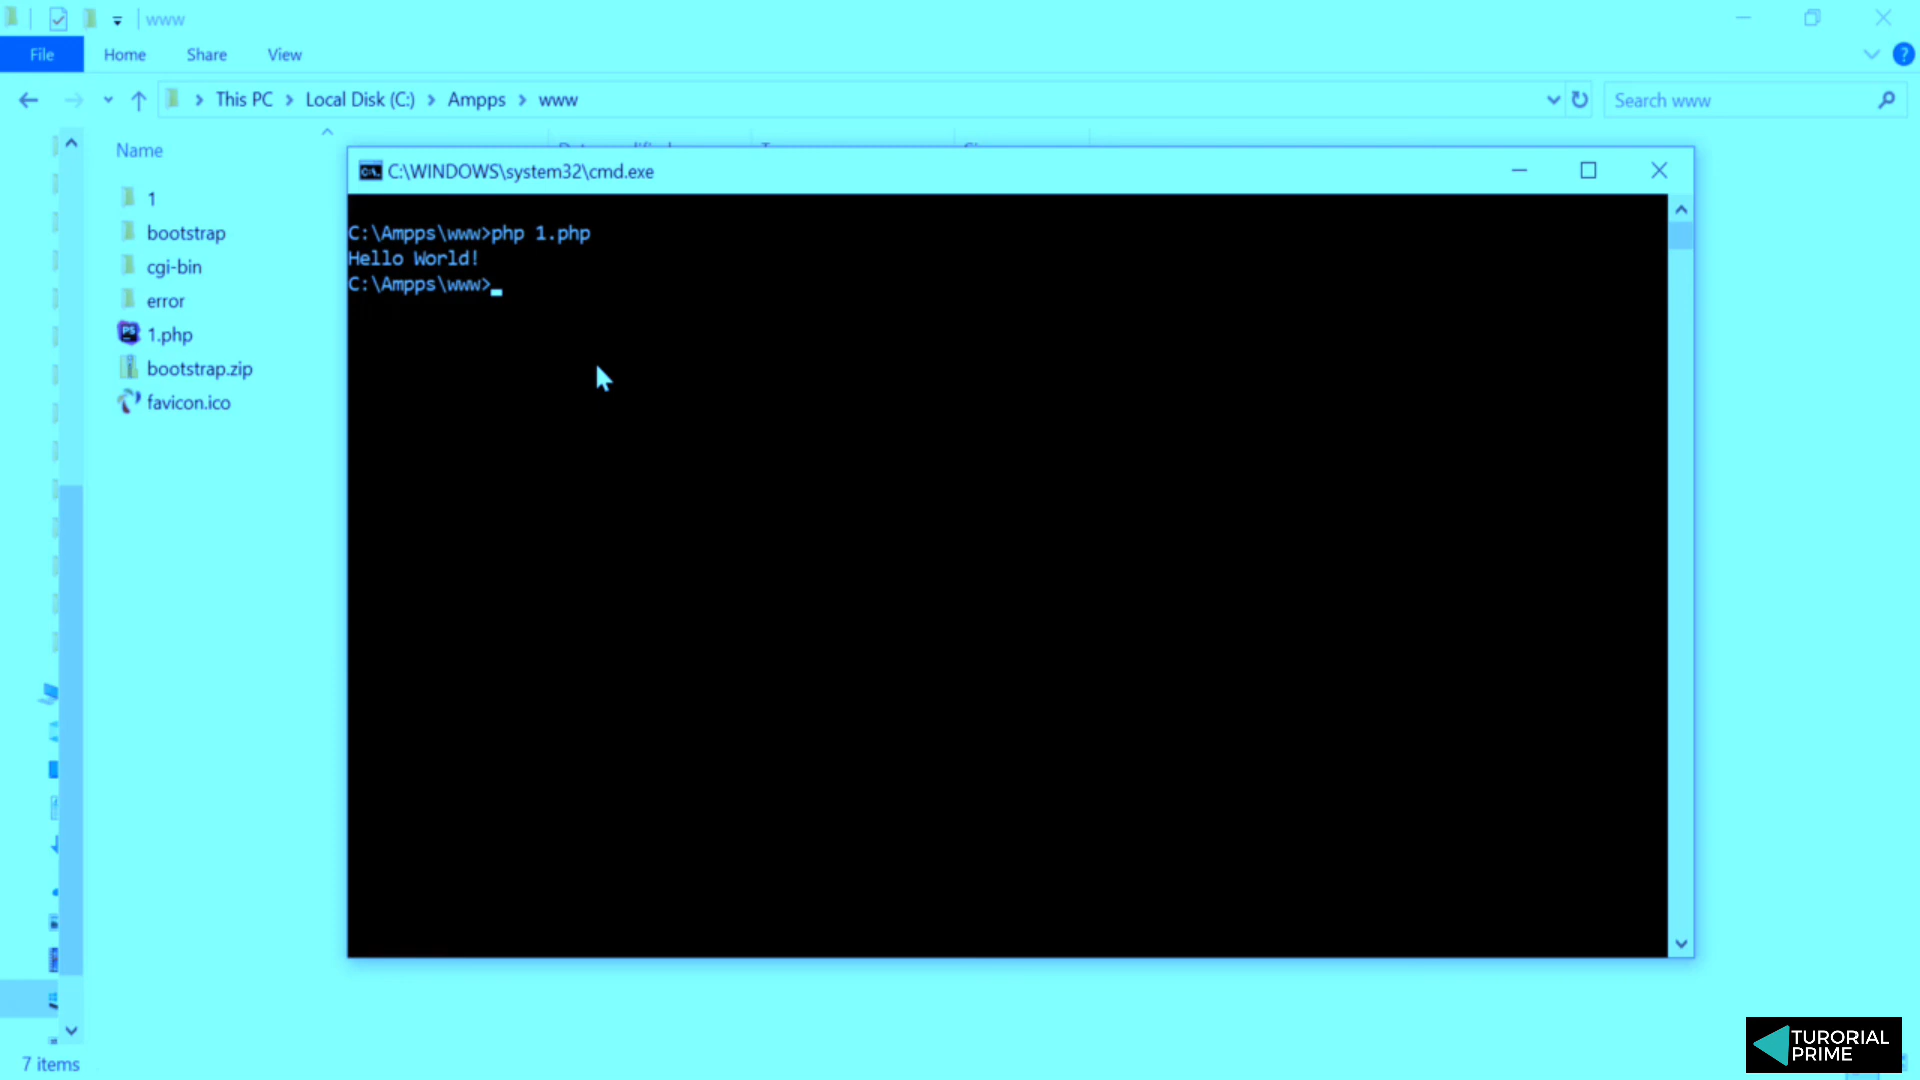 www
File Home Share View
This PC > Local Disk (C:) > Ampps > www
Search www
Name
C:\WINDOWS\system32\cmd.exe
1
bootstrap
cgi-bin
error
1.php
bootstrap.zip
favicon.ico
C:\Ampps\www>php 1.php
Hello World!
C:\Ampps\www>
7 items
TURORIAL
PRIME